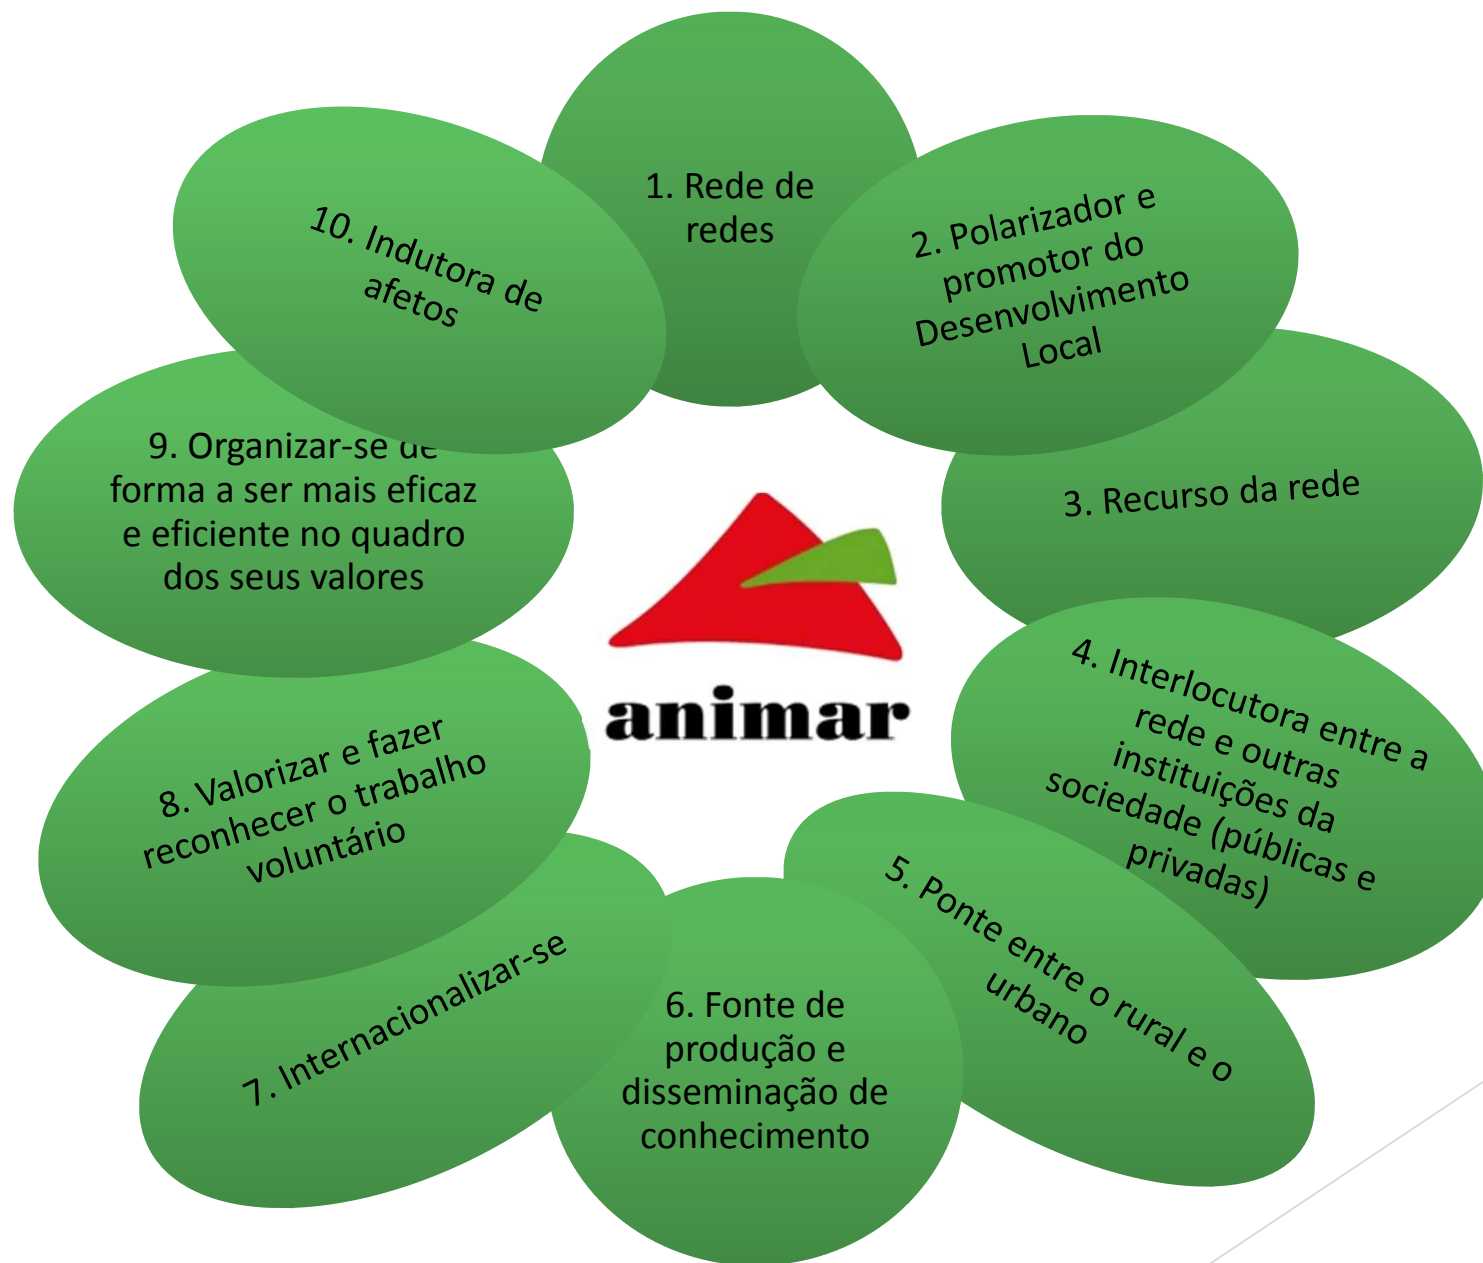 1. Rede de
redes
2. Polarizador e
promotor do
Desenvolvimento
Local
3. Recurso da rede
4. Interlocutora entre a
rede e outras
instituições da
sociedade (públicas e
privadas)
5. Ponte entre o rural e o
urbano
6. Fonte de
produção e
disseminação de
conhecimento
7. Internacionalizar-se
8. Valorizar e fazer
reconhecer o trabalho
voluntário
9. Organizar-se de
forma a ser mais eficaz
e eficiente no quadro
dos seus valores
10. Indutora de
afetos
animar